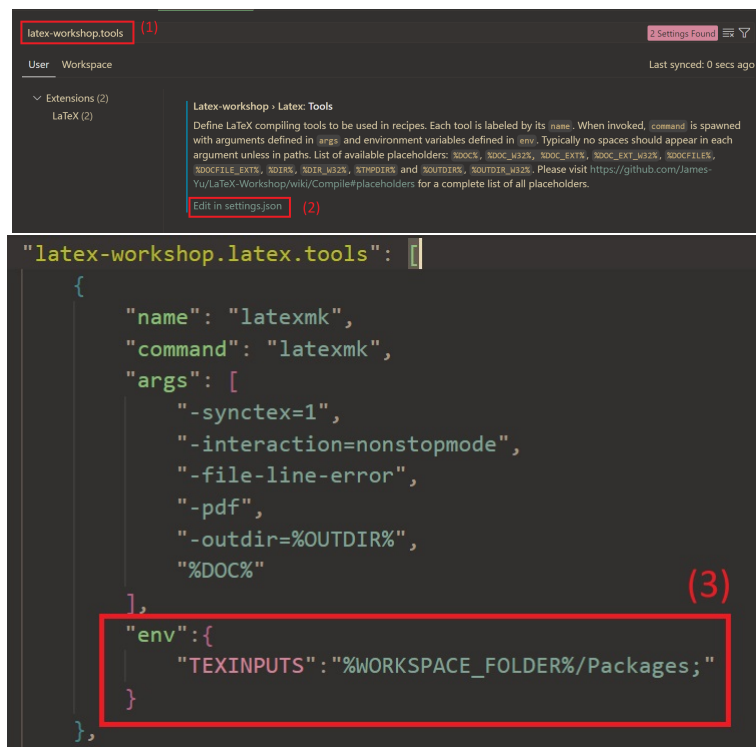 latex-workshop.tools
(1)
2 Settings Found
User Workspace
Last synced: 0 secs ago
Extensions (2)
LaTeX (2)
Latex-workshop › Latex: Tools
Define LaTeX compiling tools to be used in recipes. Each tool is labeled by its name. When invoked, command is spawned
with arguments defined in args and environment variables defined in env. Typically no spaces should appear in each
argument unless in paths. List of available placeholders: %DOC%, %DOC_W32%, %DOC_EXT%, %DOC_EXT_W32%, %DOCFILE%,
%DOCFILE_EXT%, %DIR%, %DIR_W32%, %TMPDIR% and %OUTDIR%, %OUTDIR_W32%. Please visit https://github.com/James-
Yu/LaTeX-Workshop/wiki/Compile#placeholders for a complete list of all placeholders.
Edit in settings.json
(2)
"latex-workshop.latex.tools": [
{
"name": "latexmk",
"command": "latexmk",
"args": [
"-synctex=1",
"-interaction=nonstopmode",
"-file-line-error",
"-pdf",
"-outdir=%OUTDIR%",
"%DOC%"
],
(3)
"env":{
"TEXINPUTS":"%WORKSPACE_FOLDER%/Packages;"
}
},